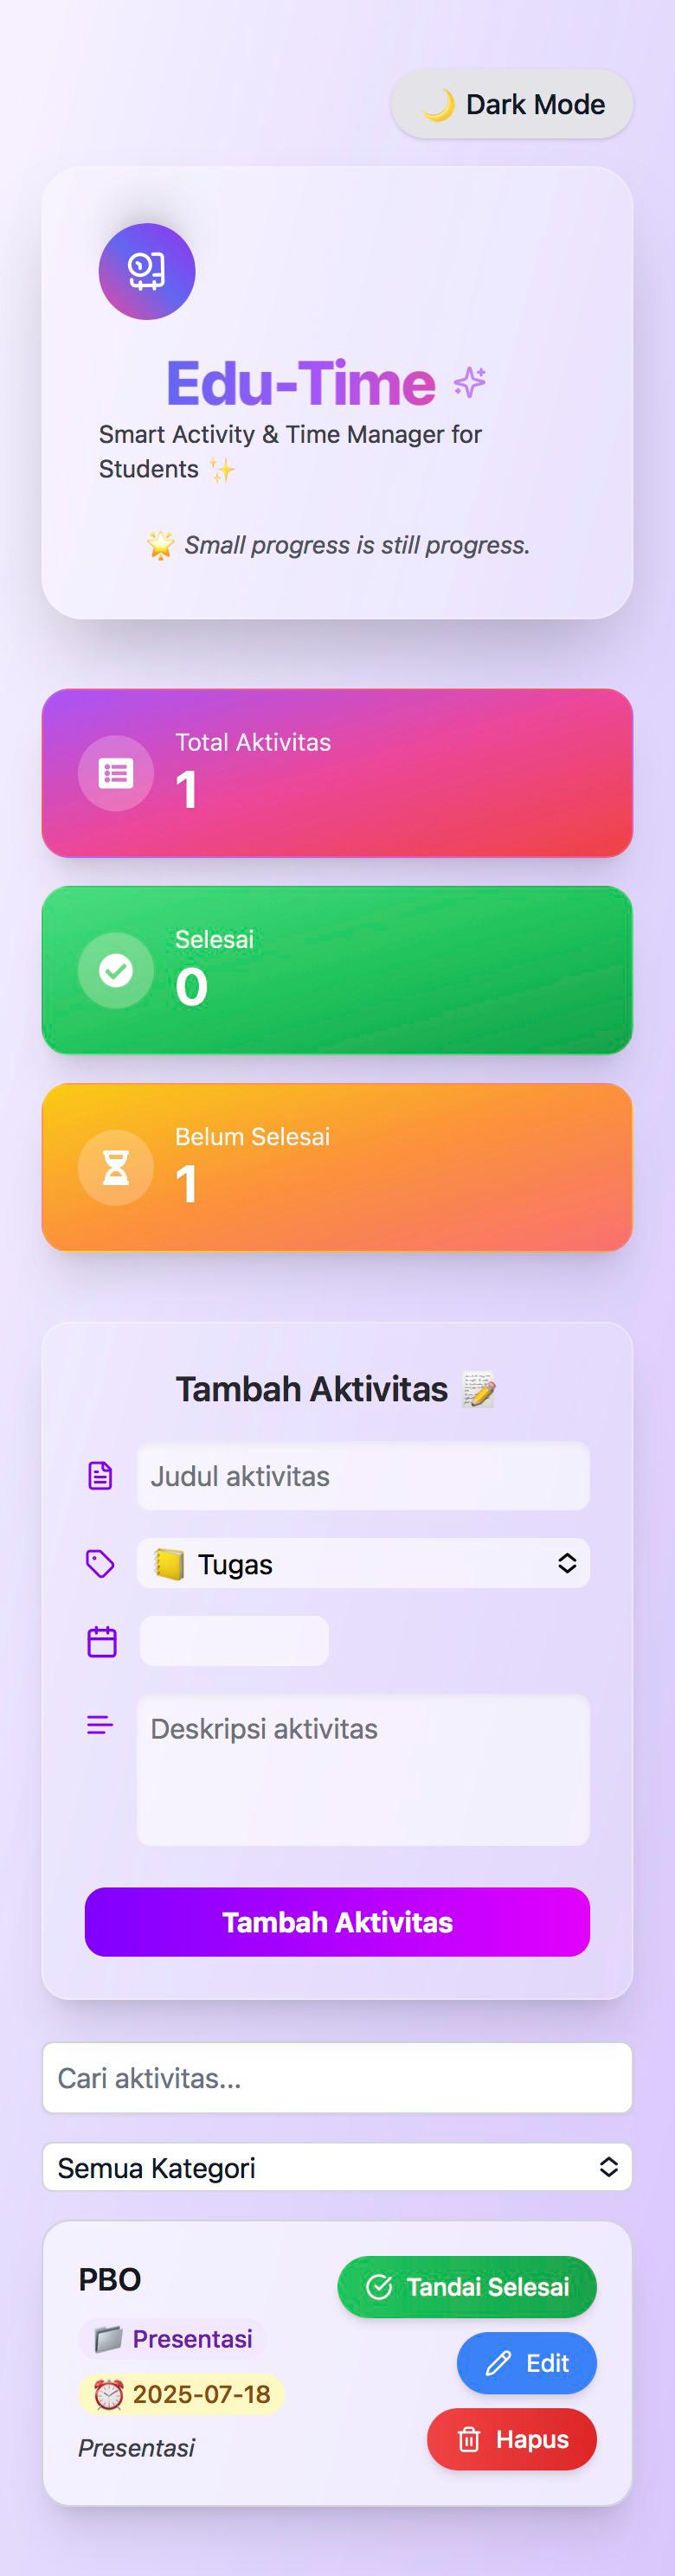 🌙 Dark Mode
Edu-Time
Smart Activity & Time Manager for
Students ✨
🌟 Small progress is still progress.
Total Aktivitas
1
Selesai
0
Belum Selesai
1
Tambah Aktivitas 📝
Judul aktivitas
📒 Tugas
Deskripsi aktivitas
Tambah Aktivitas
Cari aktivitas...
Semua Kategori
PBO
Tandai Selesai
📁 Presentasi
Edit
⏰ 2025-07-18
Hapus
Presentasi